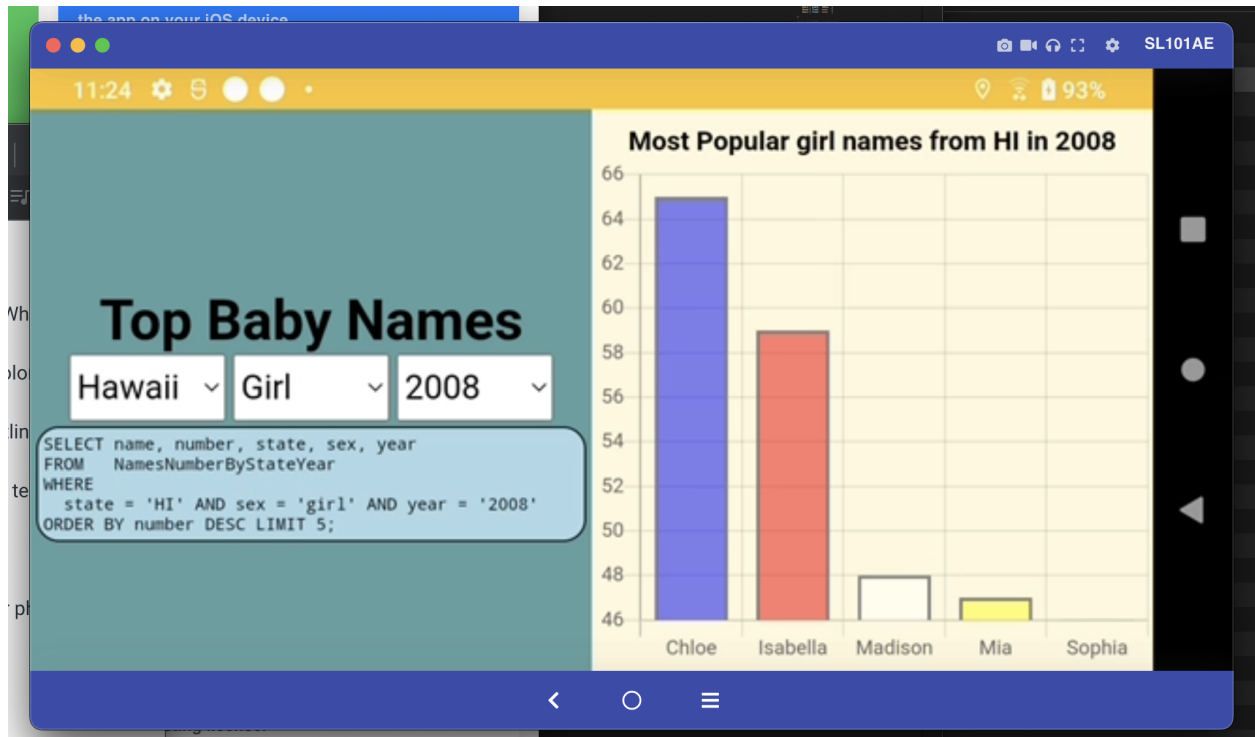 the app on your iOS device
SL101AE
11:24
93%
Top Baby Names
Hawaii
Girl
2008
SELECT name, number, state, sex, year
FROM   NamesNumberByStateYear
WHERE
  state = 'HI' AND sex = 'girl' AND year = '2008'
ORDER BY number DESC LIMIT 5;
Most Popular girl names from HI in 2008
66
64
62
60
58
56
54
52
50
48
46
Chloe Isabella Madison Mia Sophia